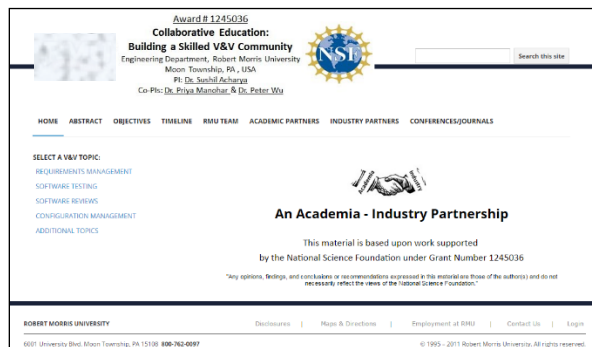 Award # 1245036
Collaborative Education:
Building a Skilled V&V Community
Engineering Department, Robert Morris University
Moon Township, PA , USA
PI: Dr. Sushil Acharya
Co-PIs: Dr. Priya Manohar & Dr. Peter Wu
NSF
Search this site
HOME ABSTRACT OBJECTIVES TIMELINE RMU TEAM ACADEMIC PARTNERS INDUSTRY PARTNERS CONFERENCES/JOURNALS
SELECT A V&V TOPIC:
REQUIREMENTS MANAGEMENT
SOFTWARE TESTING
SOFTWARE REVIEWS
CONFIGURATION MANAGEMENT
ADDITIONAL TOPICS
Academia Industry
An Academia - Industry Partnership
This material is based upon work supported
by the National Science Foundation under Grant Number 1245036
"Any opinions, findings, and conclusions or recommendations expressed in this material are those of the author(s) and do not
necessarily reflect the views of the National Science Foundation."
ROBERT MORRIS UNIVERSITY Disclosures | Maps & Directions | Employment at RMU | Contact Us | Login
6001 University Blvd. Moon Township, PA 15108 800-762-0097 © 1995 - 2011 Robert Morris University. All rights reserved.